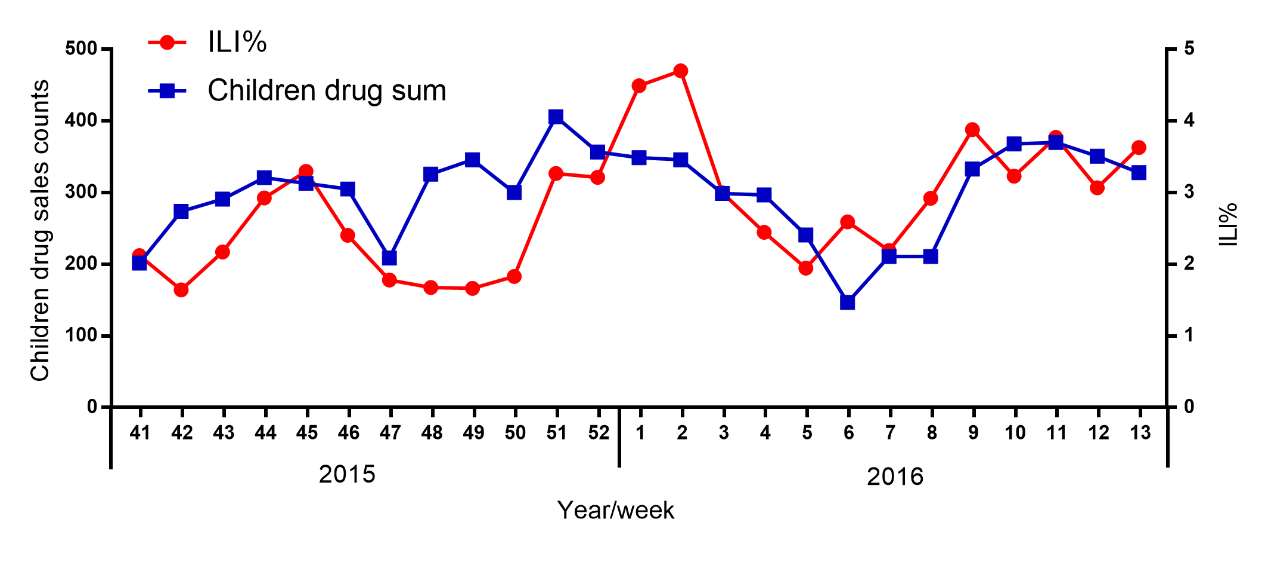 ILI%
Children drug sum
Children drug sales counts
500
400
300
200
100
0
5
4
3
2
1
0
ILI%
41 42 43 44 45 46 47 48 49 50 51 52 1 2 3 4 5 6 7 8 9 10 11 12 13
2015 2016
Year/week